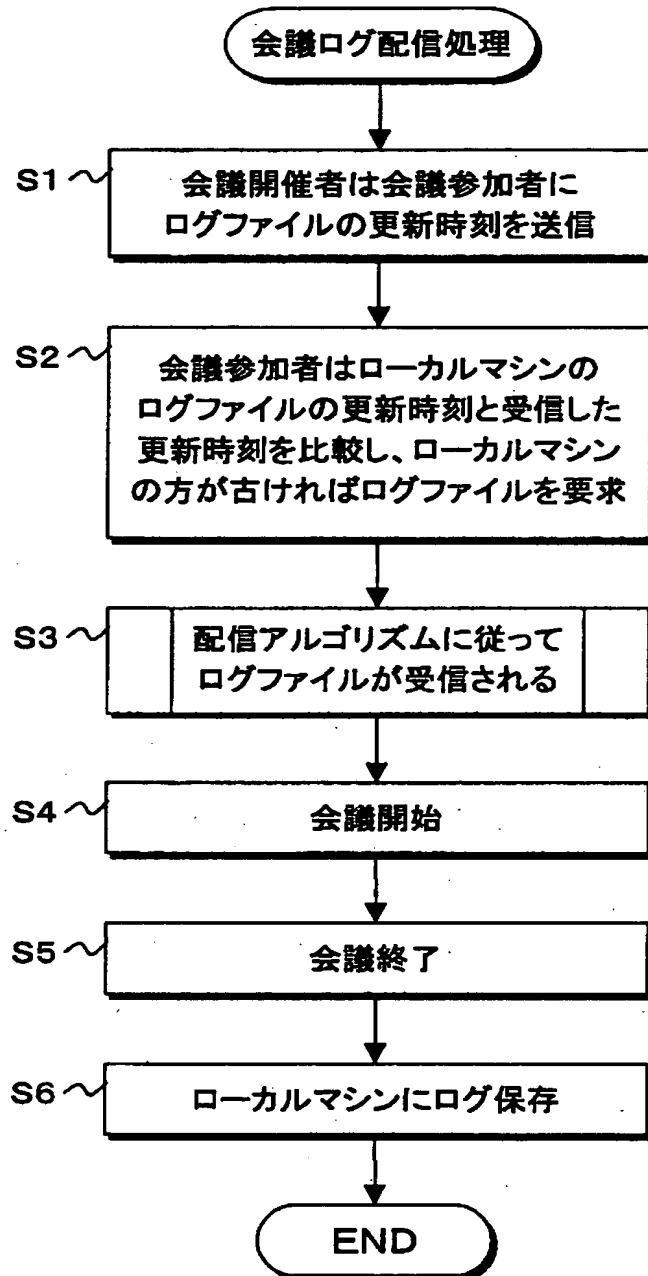 会議ログ配信処理
S1
会議開催者は会議参加者に
ログファイルの更新時刻を送信
S2
会議参加者はローカルマシンの
ログファイルの更新時刻と受信した
更新時刻を比較し、ローカルマシン
の方が古ければログファイルを要求
S3
配信アルゴリズムに従って
ログファイルが受信される
S4
会議開始
S5
会議終了
S6
ローカルマシンにログ保存
END